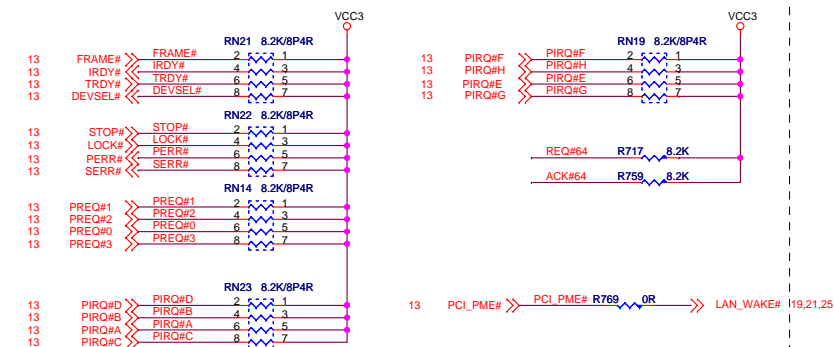 VCC3
RN21 8.2K/8P4R
13 FRAME# FRAME# 2 1
13 IRDY# IRDY# 4 3
13 TRDY# TRDY# 6 5
13 DEVSEL# DEVSEL# 8 7
RN22 8.2K/8P4R
13 STOP# STOP# 2 1
13 LOCK# LOCK# 4 3
13 PERR# PERR# 6 5
13 SERR# SERR# 8 7
RN14 8.2K/8P4R
13 PREQ#1 PREQ#1 2 1
13 PREQ#2 PREQ#2 4 3
13 PREQ#0 PREQ#0 6 5
13 PREQ#3 PREQ#3 8 7
RN23 8.2K/8P4R
13 PIRQ#D PIRQ#D 2 1
13 PIRQ#B PIRQ#B 4 3
13 PIRQ#A PIRQ#A 6 5
13 PIRQ#C PIRQ#C 8 7
VCC3
RN19 8.2K/8P4R
13 PIRQ#F PIRQ#F 2 1
13 PIRQ#H PIRQ#H 4 3
13 PIRQ#E PIRQ#E 6 5
13 PIRQ#G PIRQ#G 8 7
REQ#64 R717 8.2K
ACK#64 R759 8.2K
13 PCI_PME# PCI_PME# R769 0R LAN_WAKE# 19,21,25